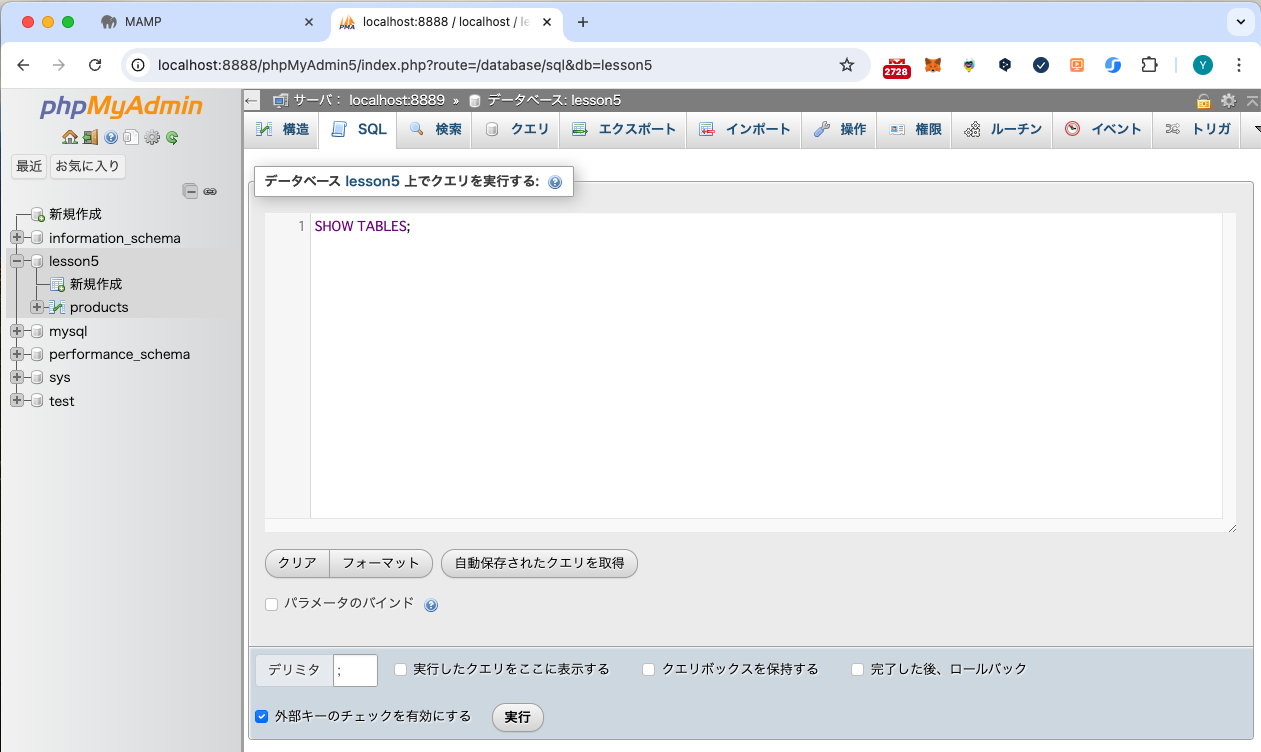 MAMP
localhost:8888 / localhost / le
localhost:8888/phpMyAdmin5/index.php?route=/database/sql&db=lesson5
2728
Y
phpMyAdmin
最近 お気に入り
新規作成
information_schema
lesson5
新規作成
products
mysql
performance_schema
sys
test
サーバ: localhost:8889 » データベース: lesson5
構造 SQL 検索 クエリ エクスポート インポート 操作 権限 ルーチン イベント トリガ
データベース lesson5 上でクエリを実行する:
1 SHOW TABLES;
クリア フォーマット 自動保存されたクエリを取得
パラメータのバインド
デリミタ ; 実行したクエリをここに表示する クエリボックスを保持する 完了した後、ロールバック
外部キーのチェックを有効にする 実行